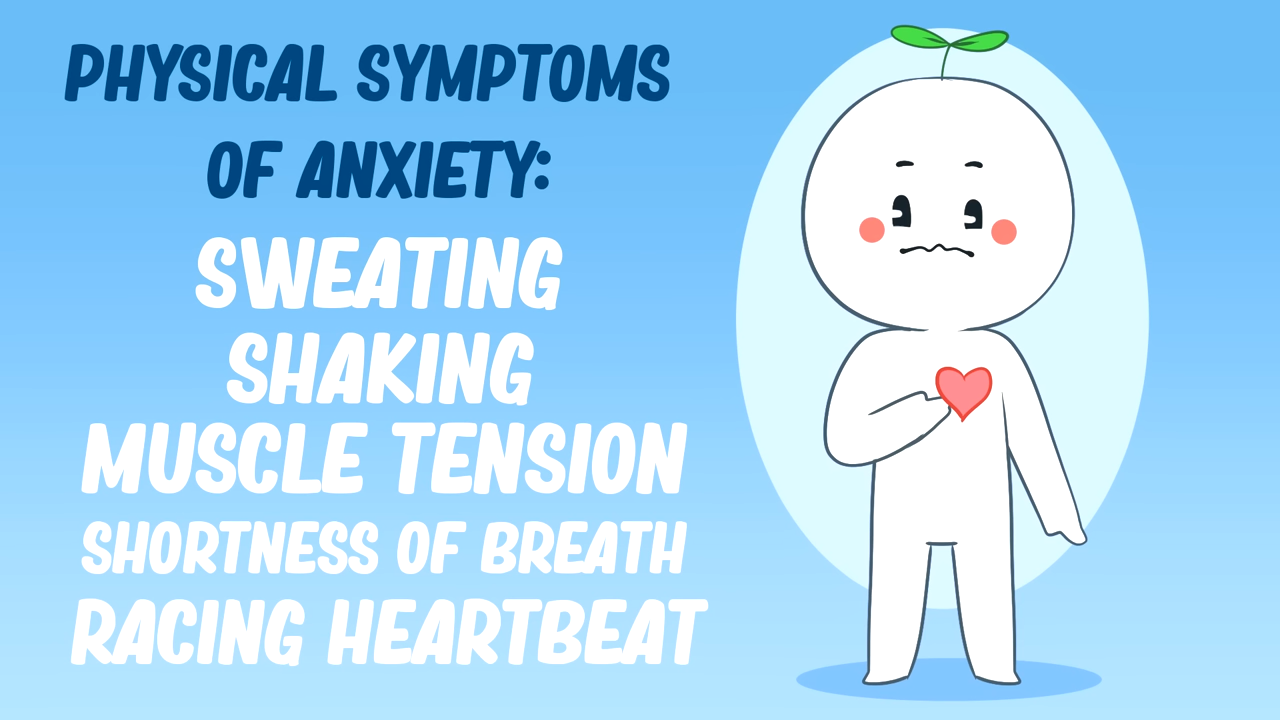 PHYSICAL SYMPTOMS
OF ANXIETY:
SWEATING
SHAKING
MUSCLE TENSION
SHORTNESS OF BREATH
RACING HEARTBEAT